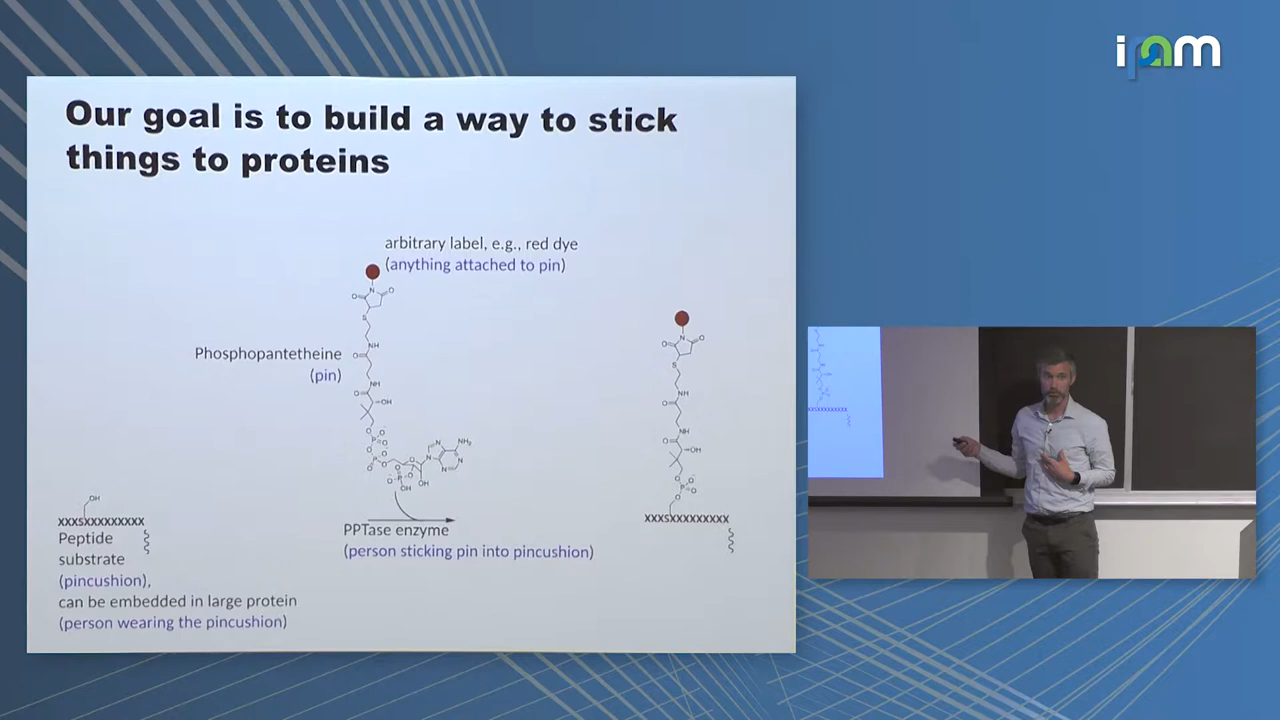 ipam
Our goal is to build a way to stick
things to proteins
arbitrary label, e.g., red dye
(anything attached to pin)
Phosphopantetheine
(pin)
OH
XXXSXXXXXXXXX
Peptide
substrate
(pincushion),
can be embedded in large protein
(person wearing the pincushion)
PPTase enzyme
(person sticking pin into pincushion)
XXXSXXXXXXXXX